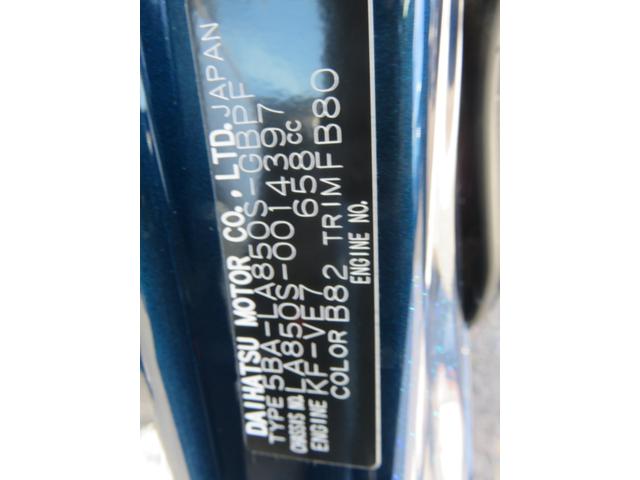 DAIHATSU MOTOR CO., LTD. JAPAN
TYPE 5BA-LA850S-GBPF
CHASSIS NO. LA850S-0014397
ENGINE KF-VE7 658cc
COLOR B82 TRIM FB80
ENGINE NO.